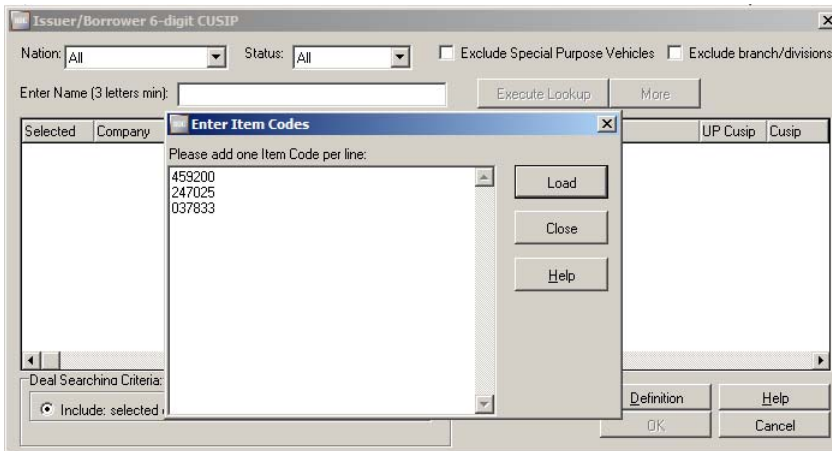 Issuer/Borrower 6-digit CUSIP
Nation: All Status: All Exclude Special Purpose Vehicles Exclude branch/divisions
Enter Name (3 letters min): Execute Lookup More
Selected Company UP Cusip Cusip
Enter Item Codes
Please add one Item Code per line:
459200
247025
037833
Load
Close
Help
Deal Searching Criteria:
Include: selected
Definition Help
OK Cancel